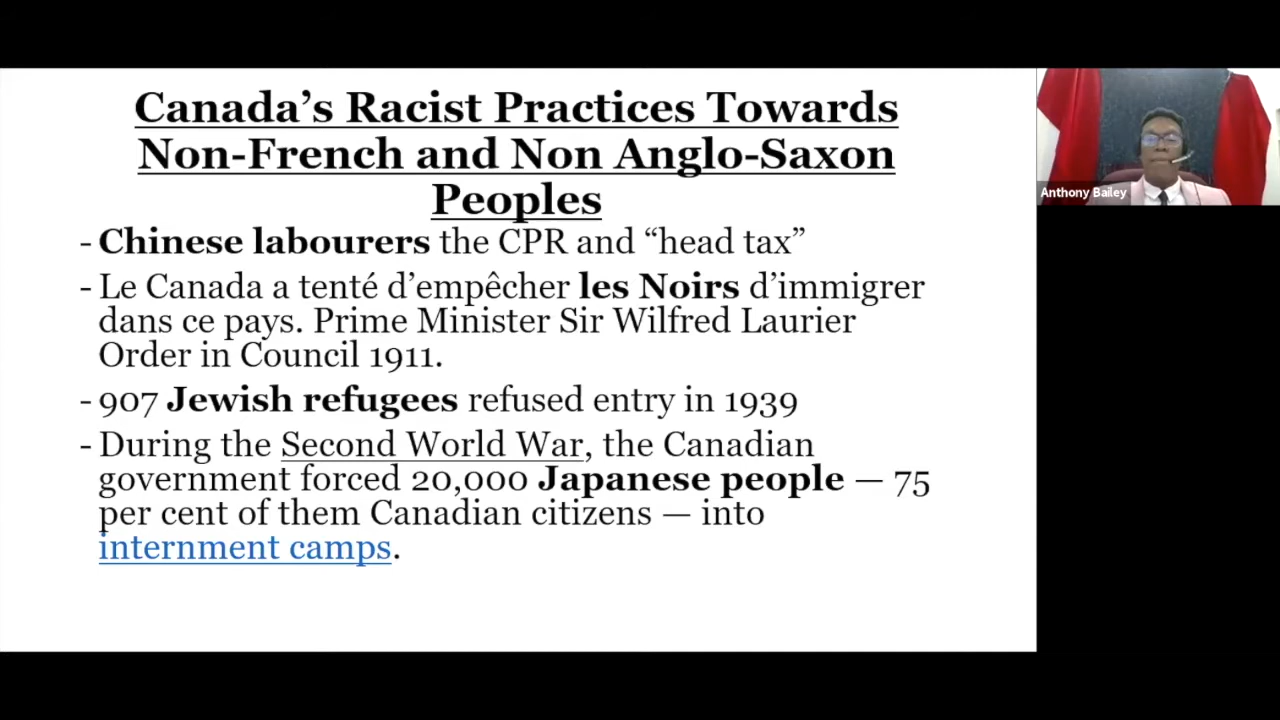 Canada’s Racist Practices Towards
Non-French and Non Anglo-Saxon
Peoples
- Chinese labourers the CPR and “head tax”
- Le Canada a tenté d’empêcher les Noirs d’immigrer
dans ce pays. Prime Minister Sir Wilfred Laurier
Order in Council 1911.
- 907 Jewish refugees refused entry in 1939
- During the Second World War, the Canadian
government forced 20,000 Japanese people — 75
per cent of them Canadian citizens — into
internment camps.
Anthony Bailey